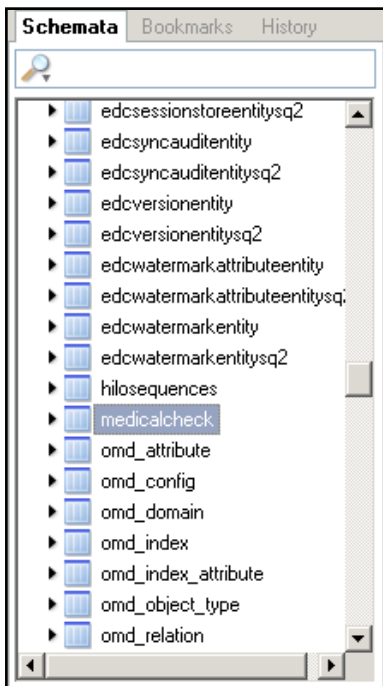 Schemata Bookmarks History
edcsessionstoreentitysq2
edcsyncauditentity
edcsyncauditentitysq2
edcversionentity
edcversionentitysq2
edcwatermarkattributeentity
edcwatermarkattributeentitysq
edcwatermarkentity
edcwatermarkentitysq2
hilosequences
medicalcheck
omd_attribute
omd_config
omd_domain
omd_index
omd_index_attribute
omd_object_type
omd_relation